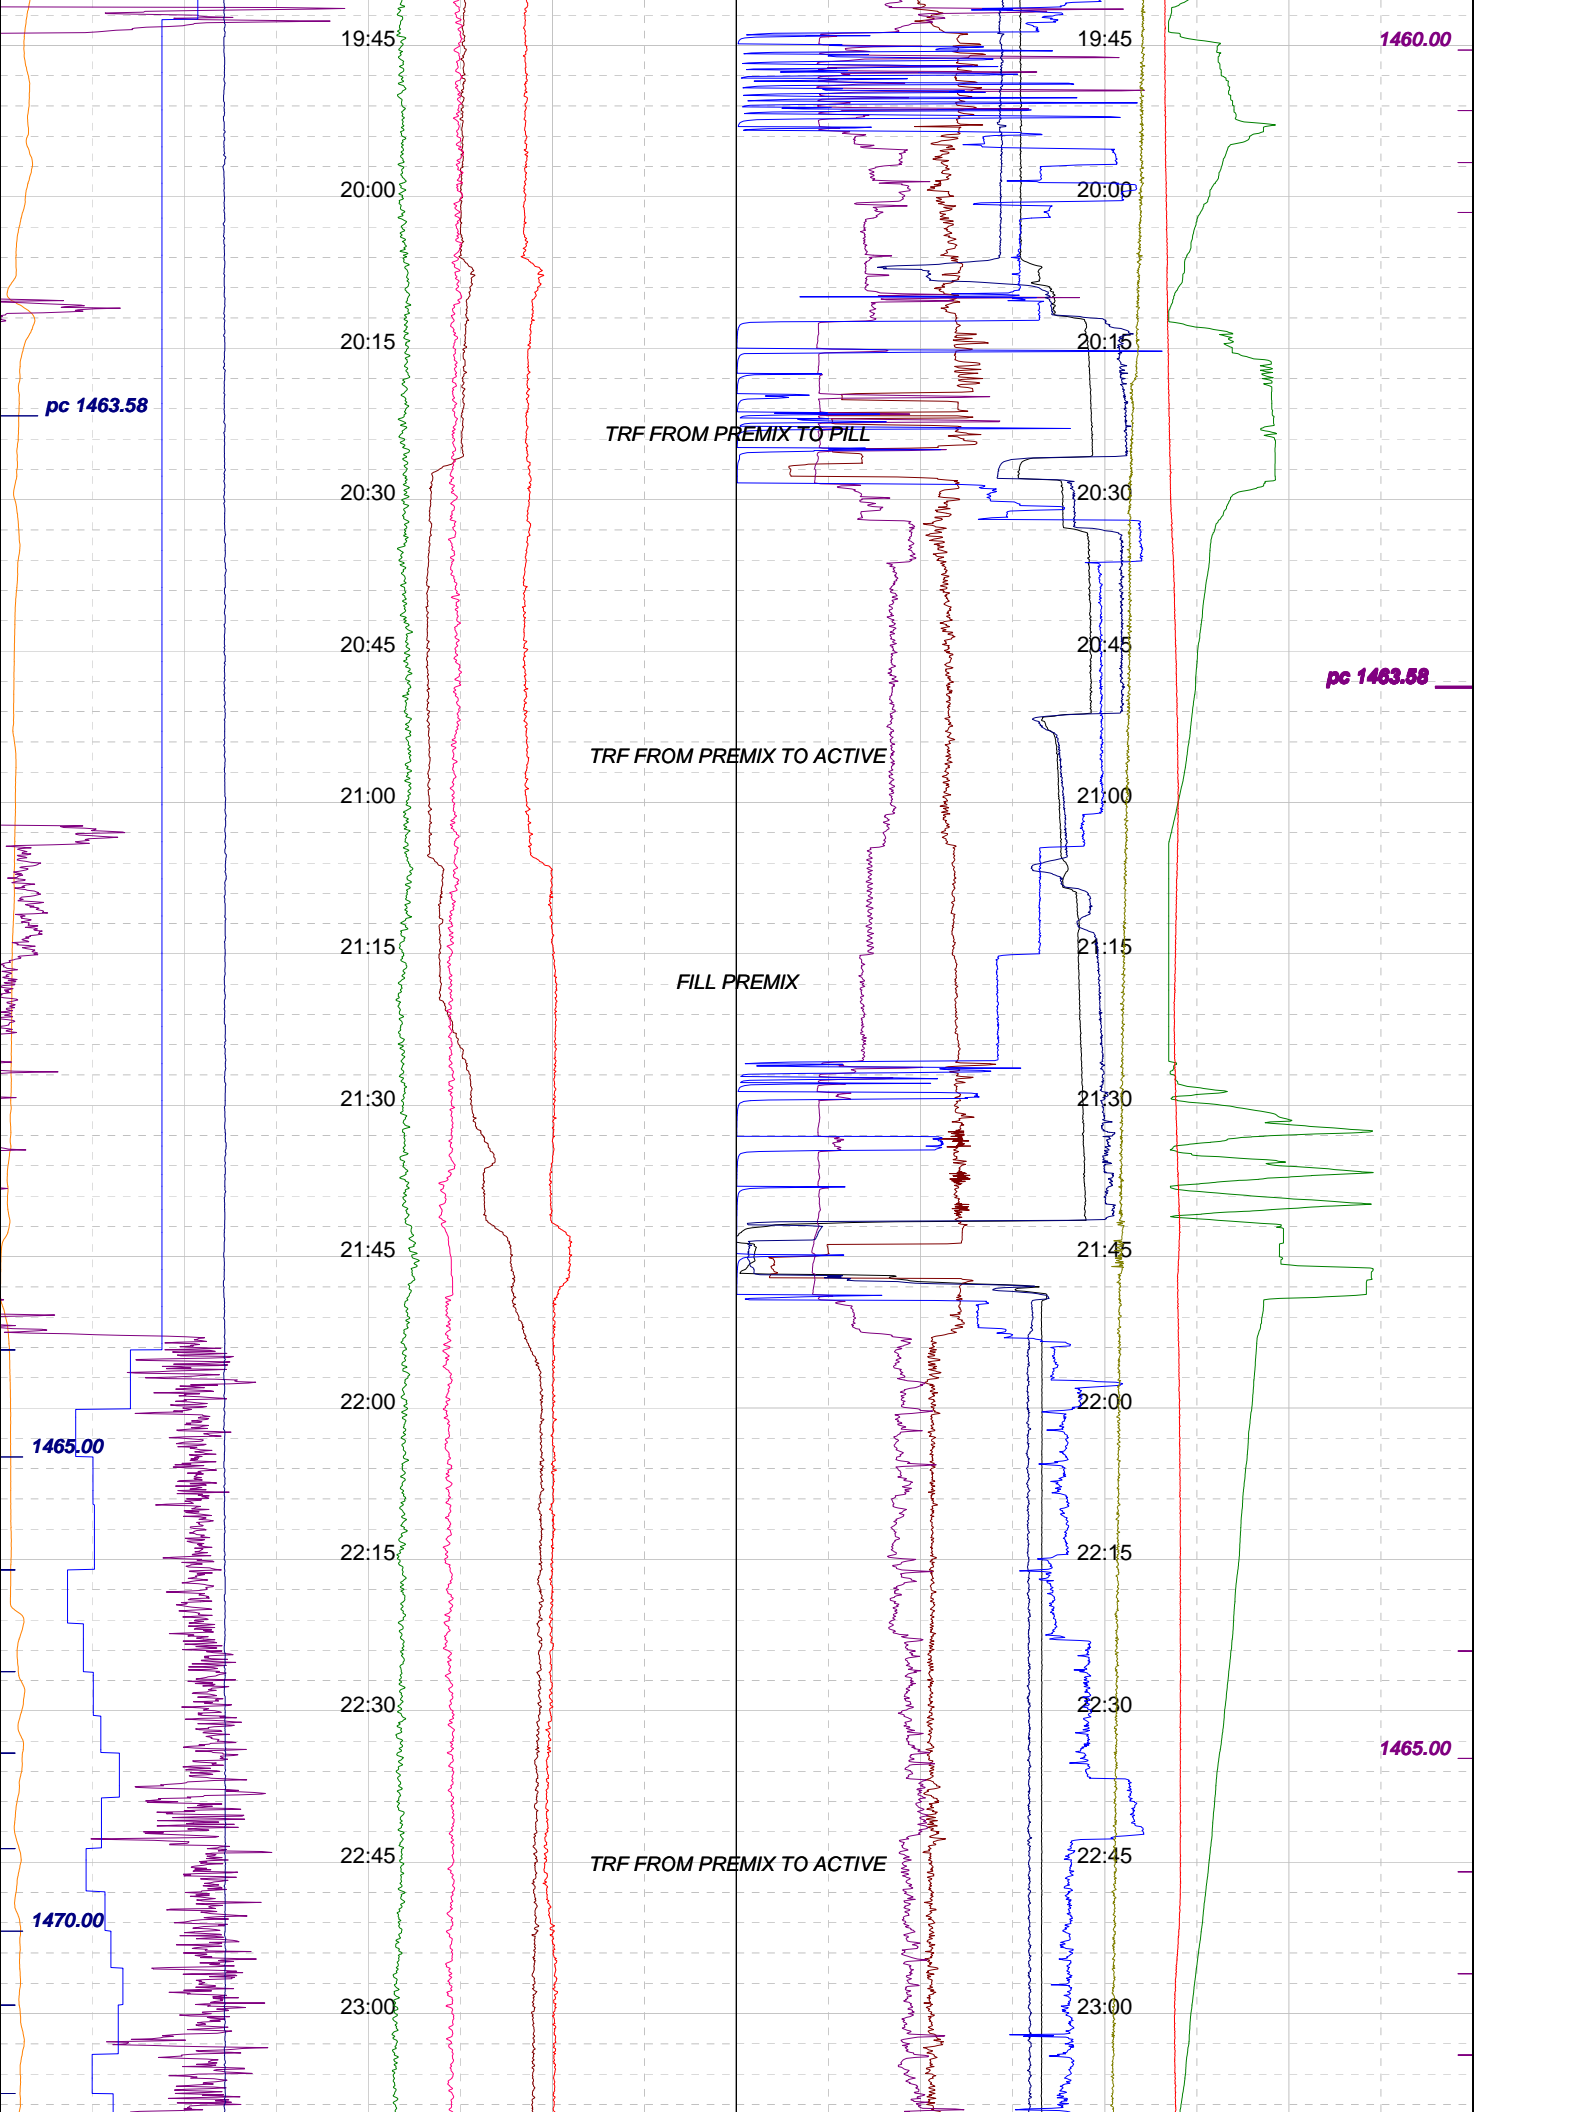 19:45 19:45 1460.00
20:00 20:00
20:15 20:15
pc 1463.58
TRF FROM PREMIX TO PILL
20:30 20:30
20:45 20:45
pc 1463.58
TRF FROM PREMIX TO ACTIVE
21:00 21:00
21:15 21:15
FILL PREMIX
21:30 21:30
21:45 21:45
22:00 22:00
1465.00
22:15 22:15
22:30 22:30
1465.00
22:45 TRF FROM PREMIX TO ACTIVE 22:45
1470.00
23:00 23:00